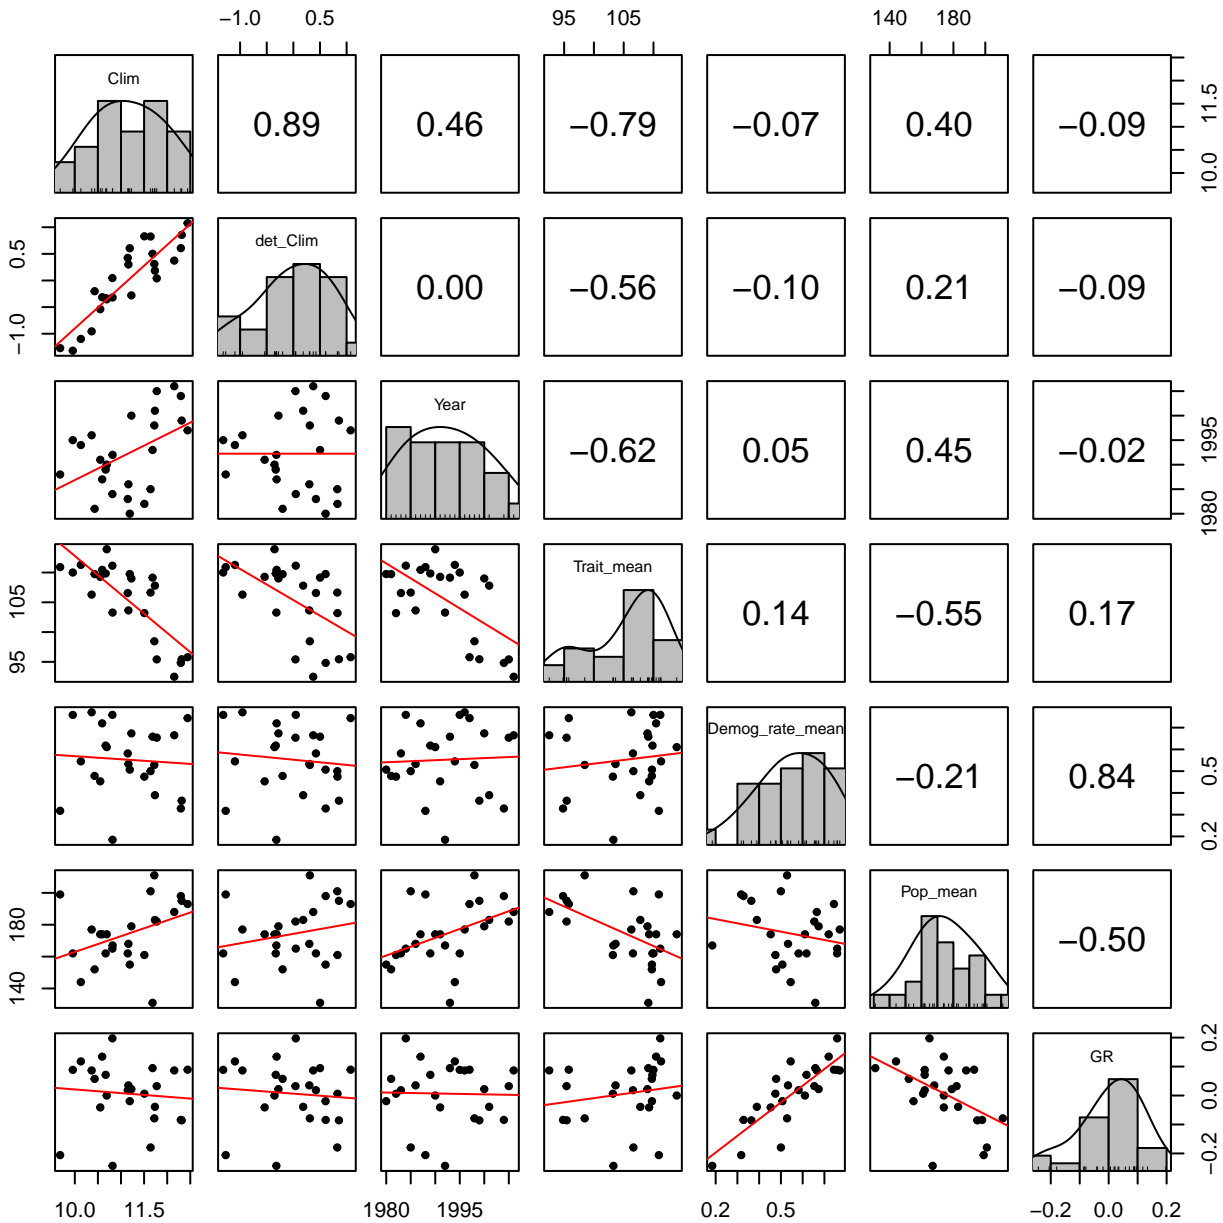 −1.0 0.5 95 105 140 180
Clim 0.89 0.46 −0.79 −0.07 0.40 −0.09 10.0 11.5
−1.0 0.5 det_Clim 0.00 −0.56 −0.10 0.21 −0.09
Year −0.62 0.05 0.45 −0.02 1980 1995
95 105 Trait_mean 0.14 −0.55 0.17
Demog_rate_mean −0.21 0.84 0.2 0.5
140 180 Pop_mean −0.50
GR −0.2 0.0 0.2
10.0 11.5 1980 1995 0.2 0.5 −0.2 0.0 0.2